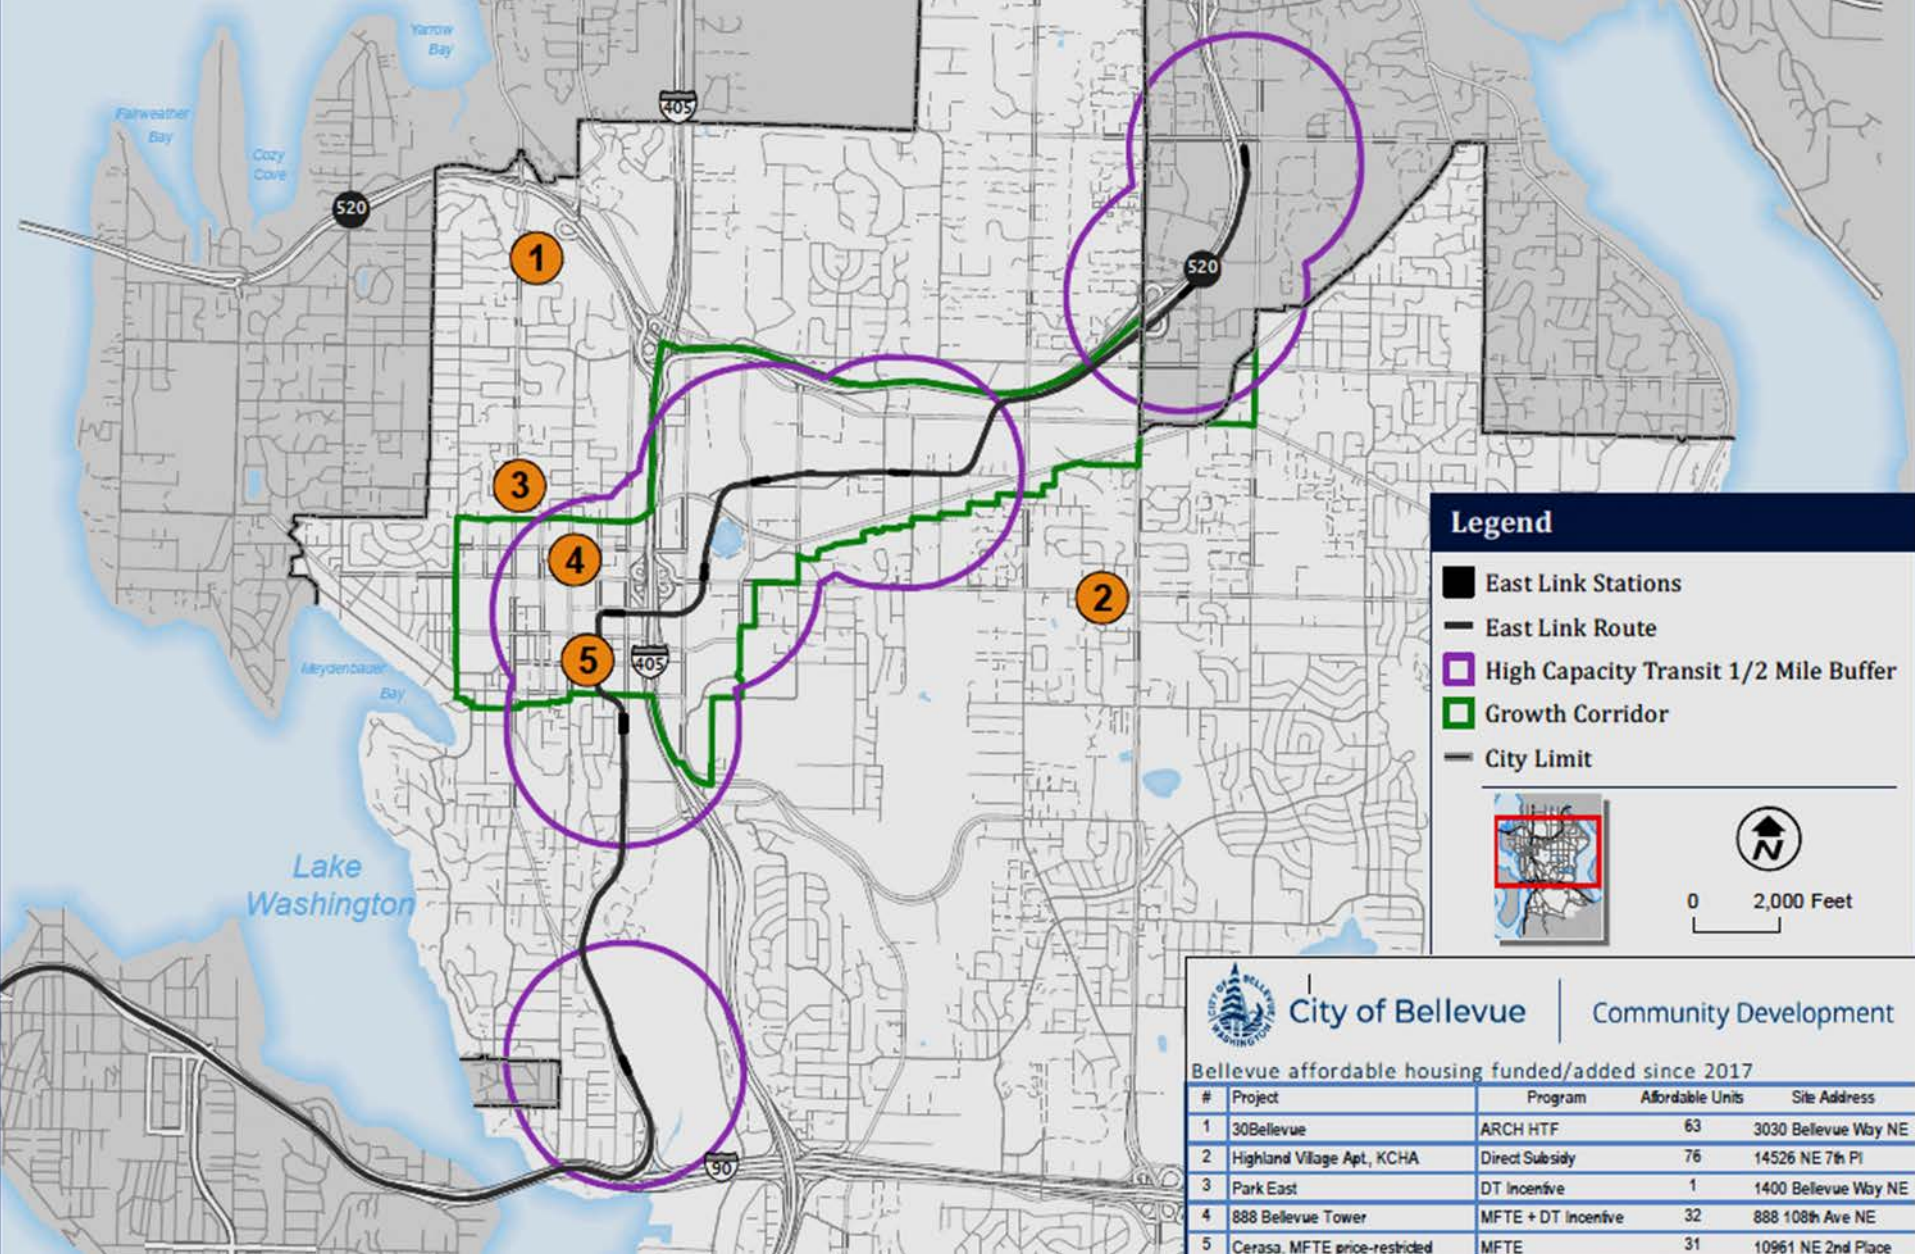 Yarrow
Bay
405
Fairweather
Bay
Cozy
Cove
520
1
520
3
4
2
5
405
Meydenbauer
Bay
Lake
Washington
90
Legend
East Link Stations
East Link Route
High Capacity Transit 1/2 Mile Buffer
Growth Corridor
City Limit
N
0 2,000 Feet
CITY OF BELLEVUE
WASHINGTON
City of Bellevue
Community Development
Bellevue affordable housing funded/added since 2017
# Project Program Affordable Units Site Address
1 30Bellevue ARCH HTF 63 3030 Bellevue Way NE
2 Highland Village Apt., KCHA Direct Subsidy 76 14526 NE 7th Pl
3 Park East DT Incentive 1 1400 Bellevue Way NE
4 888 Bellevue Tower MFTE + DT Incentive 32 888 108th Ave NE
5 Cerasa, MFTE price-restricted MFTE 31 10961 NE 2nd Place